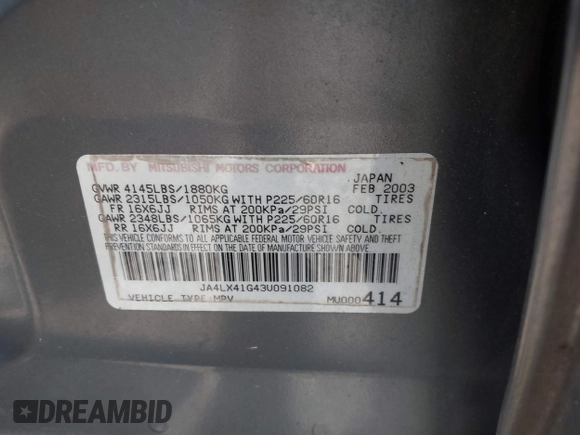 MFD.BY MITSUBISHI MOTORS CORPORATION
JAPAN
GVWR 4145LBS/1880KG FEB 2003
GAWR 2315LBS/1050KG WITH P225/60R16 TIRES
FR 16X6JJ RIMS AT 200KPa/29PSI COLD.
GAWR 2348LBS/1065KG WITH P225/60R16 TIRES
RR 16X6JJ RIMS AT 200KPa/29PSI COLD.
THIS VEHICLE CONFORMS TO ALL APPLICABLE FEDERAL MOTOR VEHICLE SAFETY AND
THEFT PREVENTION STANDARDS IN EFFECT ON THE DATE OF MANUFACTURE SHOWN ABOVE.
JA4LX41G43U091082
VEHICLE TYPE MPV MU000414
DREAMBID